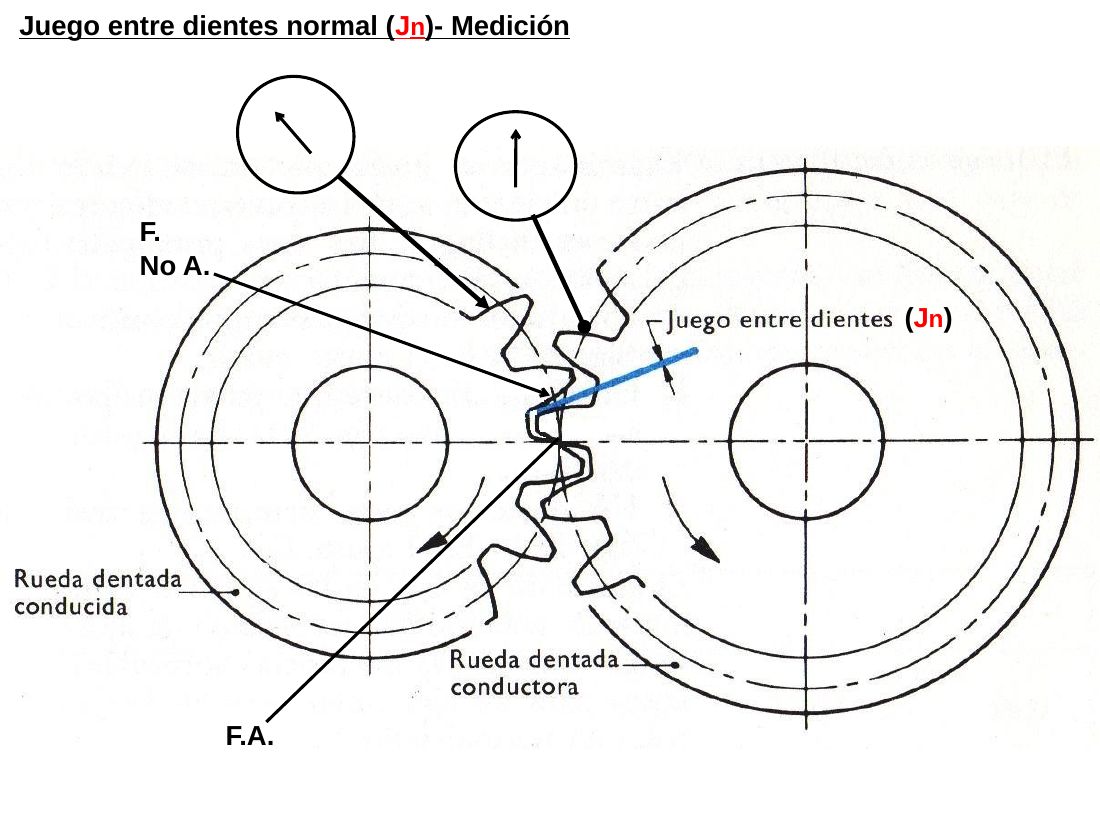 Juego entre dientes normal (Jn)- Medición
F.
No A.
Juego entre dientes (Jn)
Rueda dentada
conducida
Rueda dentada
conductora
F.A.